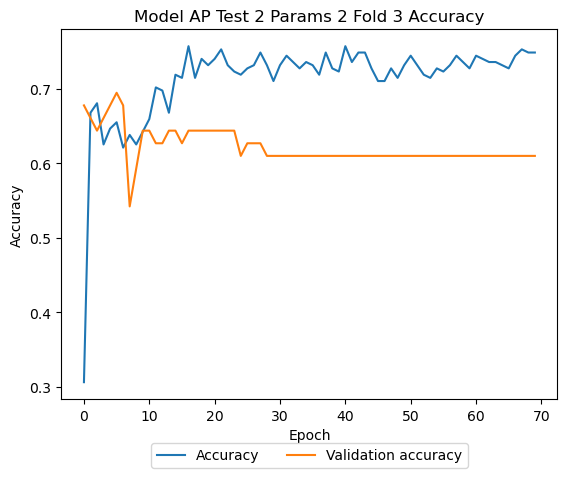 Model AP Test 2 Params 2 Fold 3 Accuracy
Accuracy
0.7
0.6
0.5
0.4
0.3
0 10 20 30 40 50 60 70
Epoch
Accuracy Validation accuracy